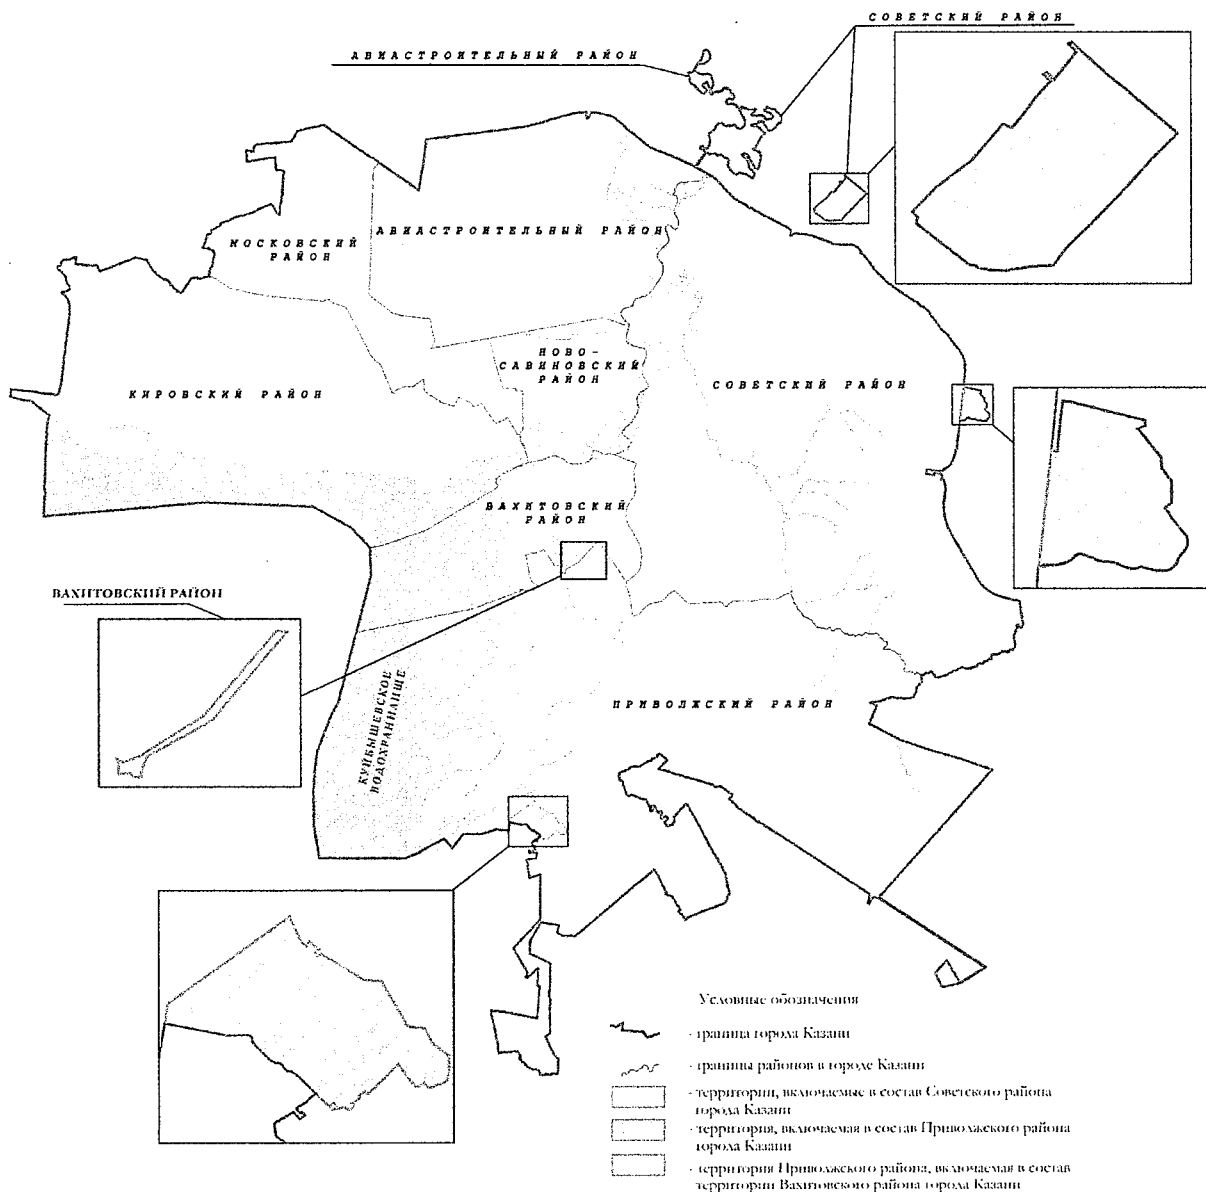 СОВЕТСКИЙ РАЙОН
АВИАСТРОИТЕЛЬНЫЙ РАЙОН
МОСКОВСКИЙ
РАЙОН
АВИАСТРОИТЕЛЬНЫЙ РАЙОН
НОВО-
САВИНОВСКИЙ
РАЙОН
КИРОВСКИЙ РАЙОН
СОВЕТСКИЙ РАЙОН
ВАХИТОВСКИЙ
РАЙОН
ВАХИТОВСКИЙ РАЙОН
ПРИВОЛЖСКИЙ РАЙОН
КУЙБЫШЕВСКОЕ
ВОДОХРАНИЛИЩЕ
Условные обозначения
- граница города Казани
- границы районов в городе Казани
- территории, включаемые в состав Советского района
города Казани
- территория, включаемая в состав Приволжского района
города Казани
- территория Приволжского района, включаемая в состав
территории Вахитовского района города Казани